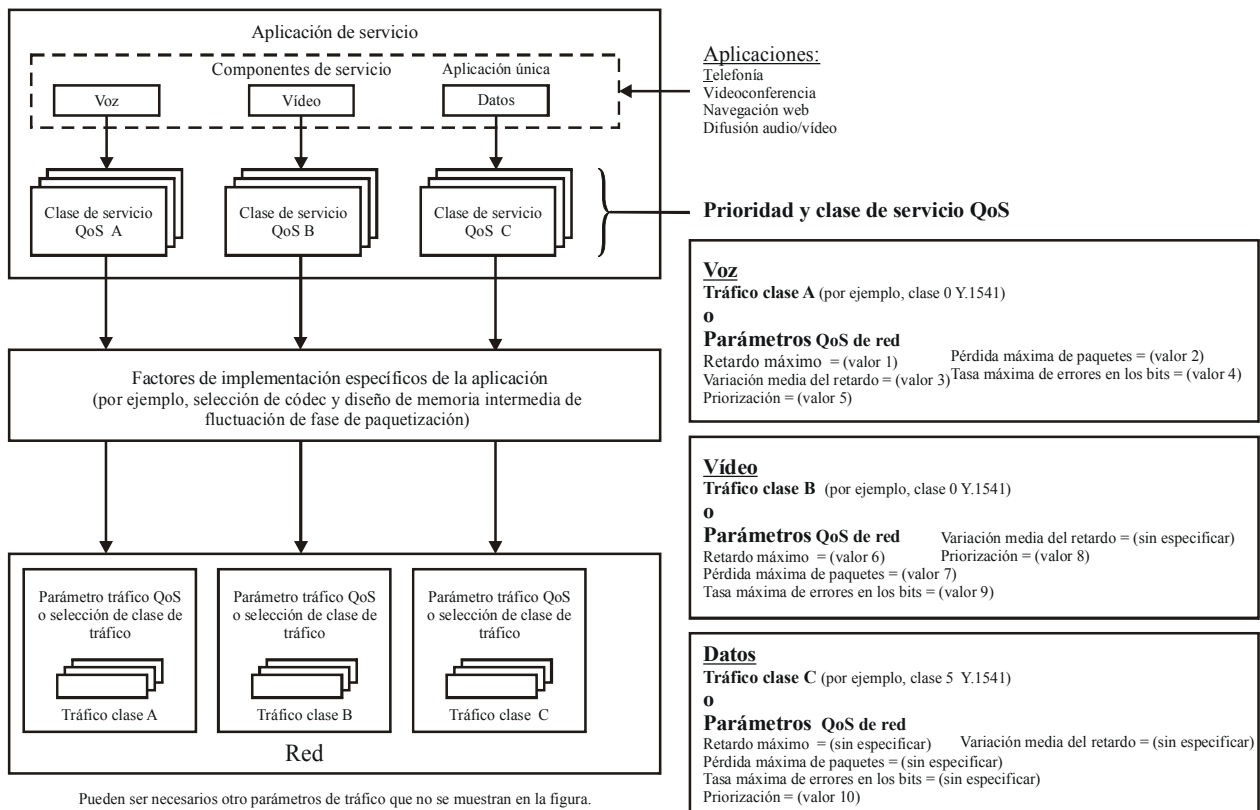 Aplicación de servicio
Componentes de servicio
Aplicación única
Voz
Vídeo
Datos
Clase de servicio
QoS A
Clase de servicio
QoS B
Clase de servicio
QoS C
Factores de implementación específicos de la aplicación
(por ejemplo, selección de códec y diseño de memoria intermedia de
fluctuación de fase de paquetización)
Parámetro tráfico QoS
o selección de clase de
tráfico
Tráfico clase A
Parámetro tráfico QoS
o selección de clase de
tráfico
Tráfico clase B
Parámetro tráfico QoS
o selección de clase de
tráfico
Tráfico clase C
Red
Pueden ser necesarios otro parámetros de tráfico que no se muestran en la figura.
Aplicaciones:
Telefonía
Videoconferencia
Navegación web
Difusión audio/vídeo
Prioridad y clase de servicio QoS
Voz
Tráfico clase A (por ejemplo, clase 0 Y.1541)
o
Parámetros QoS de red
Retardo máximo = (valor 1)
Pérdida máxima de paquetes = (valor 2)
Variación media del retardo = (valor 3)
Tasa máxima de errores en los bits = (valor 4)
Priorización = (valor 5)
Vídeo
Tráfico clase B (por ejemplo, clase 0 Y.1541)
o
Parámetros QoS de red
Variación media del retardo = (sin especificar)
Retardo máximo = (valor 6)
Priorización = (valor 8)
Pérdida máxima de paquetes = (valor 7)
Tasa máxima de errores en los bits = (valor 9)
Datos
Tráfico clase C (por ejemplo, clase 5 Y.1541)
o
Parámetros QoS de red
Retardo máximo = (sin especificar)
Variación media del retardo = (sin especificar)
Pérdida máxima de paquetes = (sin especificar)
Tasa máxima de errores en los bits = (sin especificar)
Priorización = (valor 10)